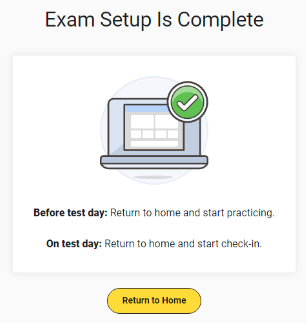 Exam Setup Is Complete
Before test day: Return to home and start practicing.
On test day: Return to home and start check-in.
Return to Home